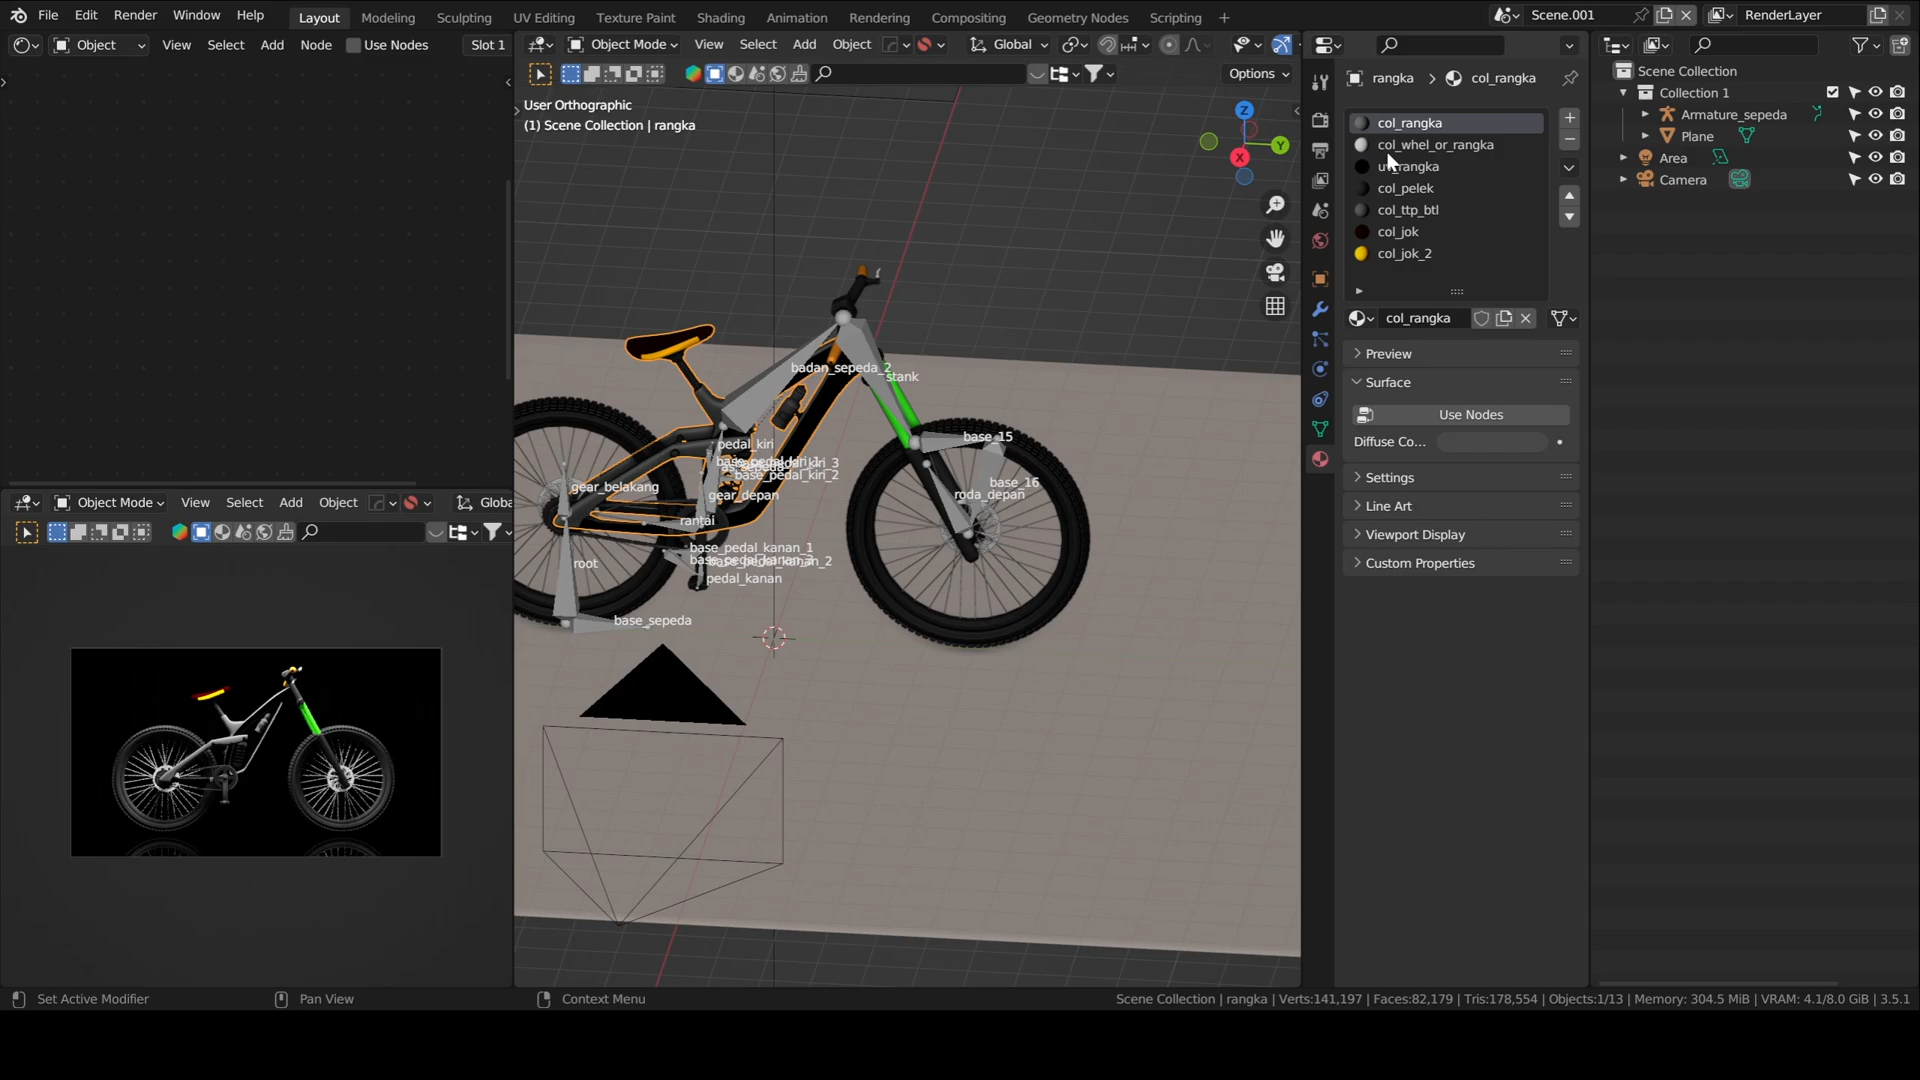 File Edit Render Window Help Layout Modeling Sculpting UV Editing Texture Paint Shading Animation Rendering Compositing Geometry Nodes Scripting + Scene.001 RenderLayer
Object View Select Add Node Use Nodes Slot 1
Object Mode View Select Add Object Global
Options
User Orthographic
(1) Scene Collection | rangka
Z
Y
X
badan_sepeda_2
stank
pedal_kiri
base_15
gear_belakang
gear_depan
base_pedal_kiri_2
base_16
roda_depan
rantai
base_pedal_kanan_1
pedal_kanan
root
base_sepeda
rangka > col_rangka
col_rangka
col_whel_or_rangka
col_pelek
col_ttp_btl
col_jok
col_jok_2
col_rangka
Preview
Surface
Use Nodes
Diffuse Co...
Settings
Line Art
Viewport Display
Custom Properties
Scene Collection
Collection 1
Armature_sepeda
Plane
Area
Camera
Object Mode View Select Add Object Globa
Set Active Modifier Pan View Context Menu Scene Collection | rangka | Verts:141,197 | Faces:82,179 | Tris:178,554 | Objects:1/13 | Memory: 304.5 MiB | VRAM: 4.1/8.0 GiB | 3.5.1